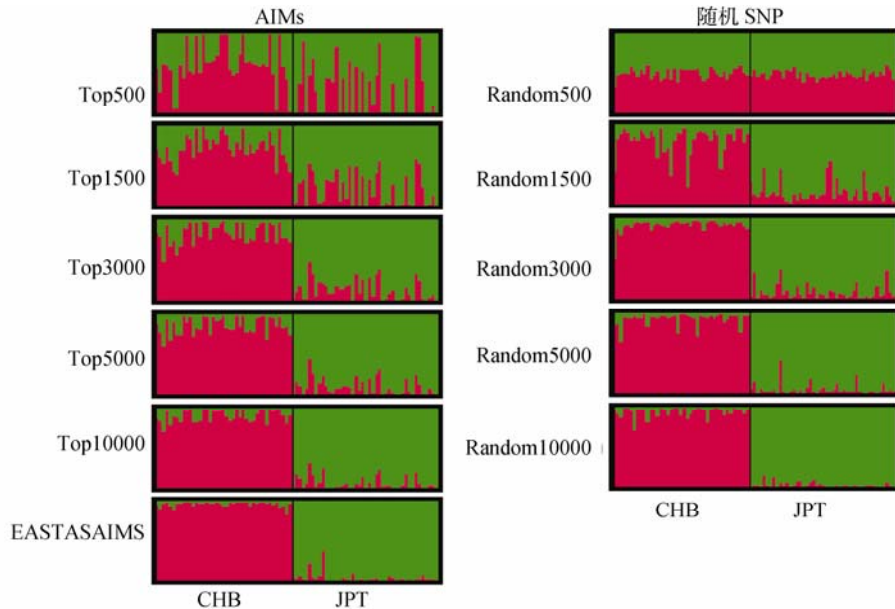 AIMs
Top500
Top1500
Top3000
Top5000
Top10000
EASTASAIMS
CHB JPT
随机 SNP
Random500
Random1500
Random3000
Random5000
Random10000
CHB JPT